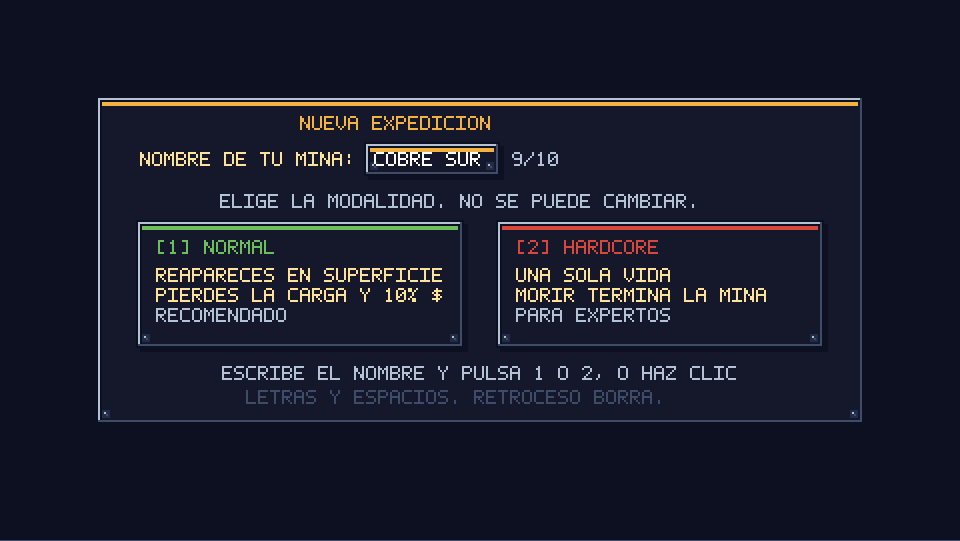 NUEVA EXPEDICION
NOMBRE DE TU MINA: COBRE SUR 9/10
ELIGE LA MODALIDAD. NO SE PUEDE CAMBIAR.
[1] NORMAL
REAPARECES EN SUPERFICIE
PIERDES LA CARGA Y 10% $
RECOMENDADO
[2] HARDCORE
UNA SOLA VIDA
MORIR TERMINA LA MINA
PARA EXPERTOS
ESCRIBE EL NOMBRE Y PULSA 1 O 2, O HAZ CLIC
LETRAS Y ESPACIOS. RETROCESO BORRA.